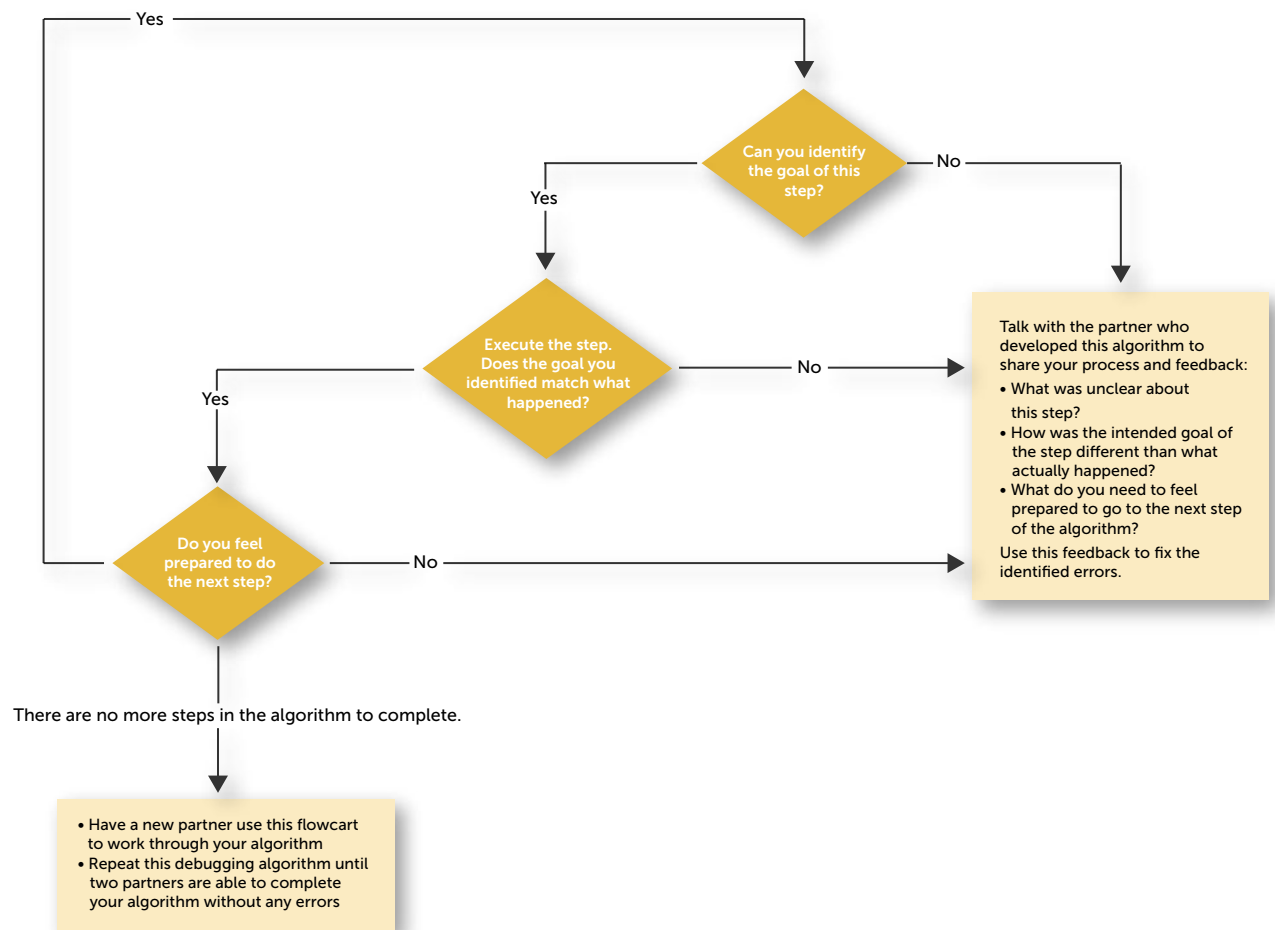 Yes
Can you identify
the goal of this
step?
No
Yes
Execute the step.
Does the goal you
identified match what
happened?
No
Talk with the partner who
developed this algorithm to
share your process and feedback:
• What was unclear about
this step?
• How was the intended goal of
the step different than what
actually happened?
• What do you need to feel
prepared to go to the next step
of the algorithm?
Use this feedback to fix the
identified errors.
Yes
Do you feel
prepared to do
the next step?
No
There are no more steps in the algorithm to complete.
• Have a new partner use this flowcart
to work through your algorithm
• Repeat this debugging algorithm until
two partners are able to complete
your algorithm without any errors